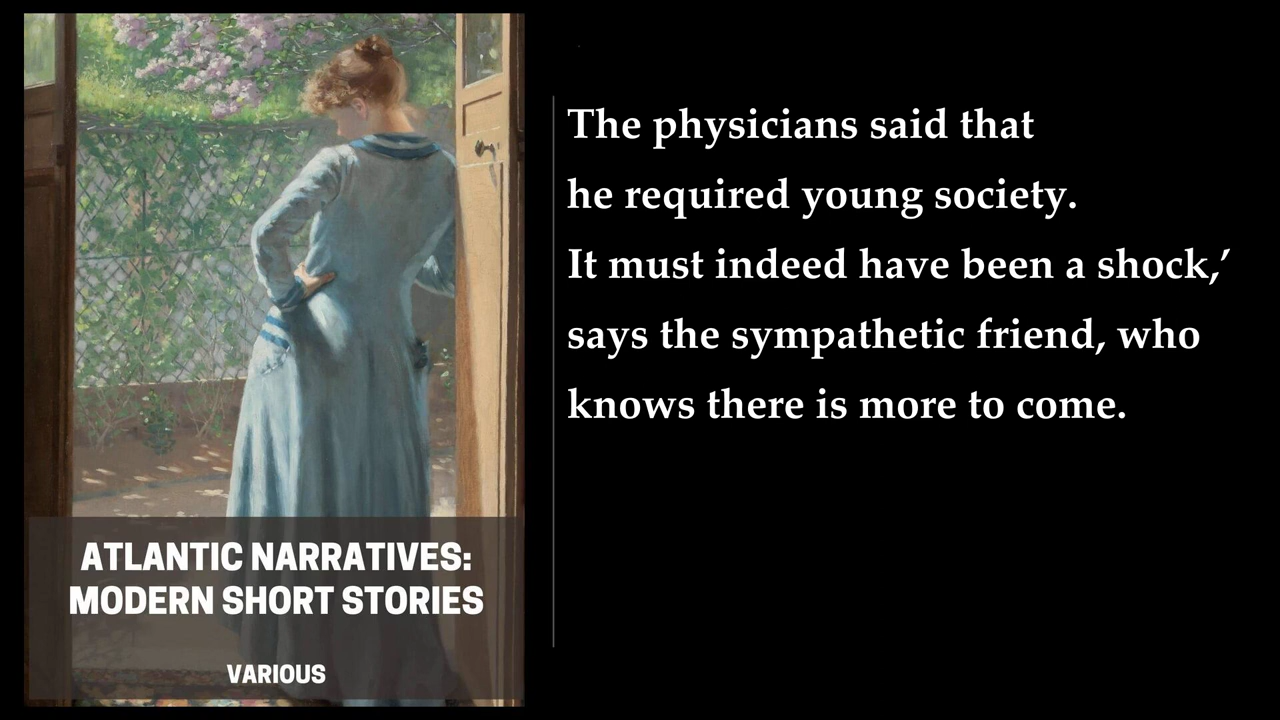 The physicians said that
he required young society.
It must indeed have been a shock,’
says the sympathetic friend, who
knows there is more to come.
ATLANTIC NARRATIVES:
MODERN SHORT STORIES
VARIOUS